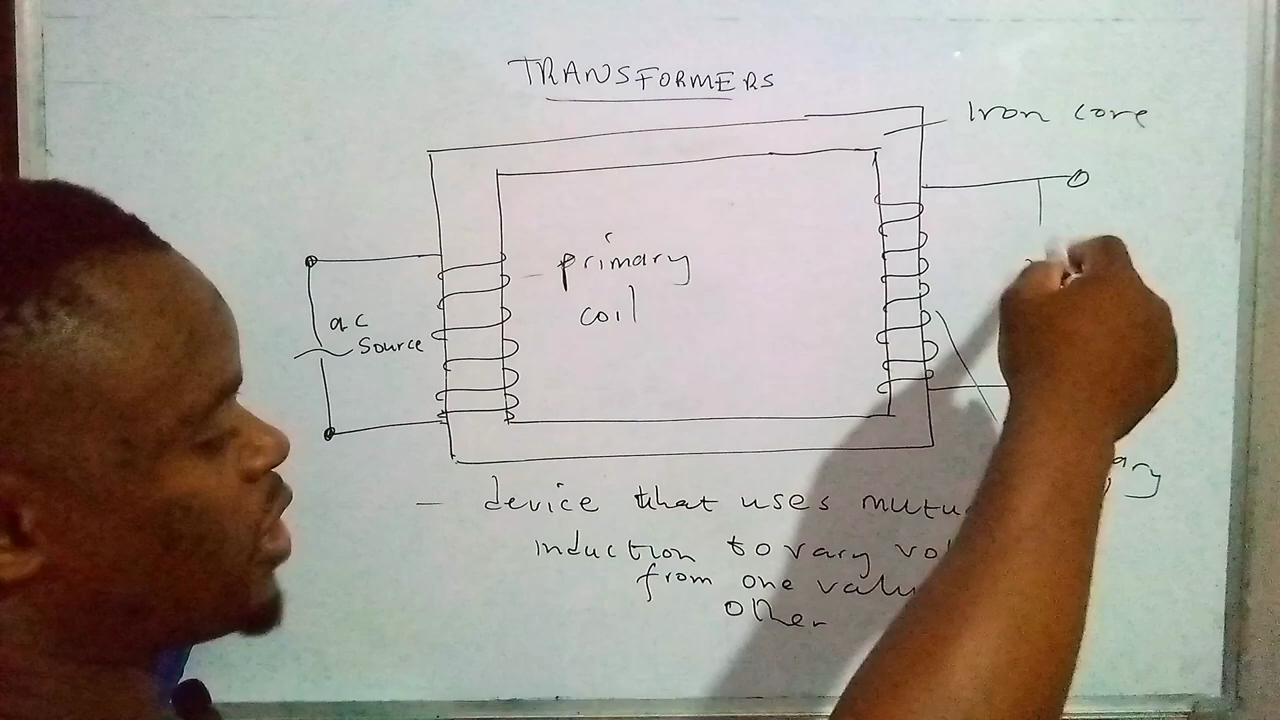 TRANSFORMERS
Iron core
primary
coil
ac
Source
- device that uses
induction to vary
from one
other